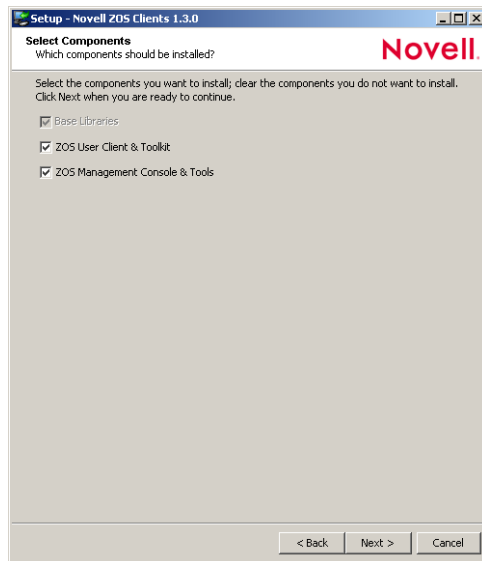 Setup - Novell ZOS Clients 1.3.0
Select Components
Which components should be installed?
Novell.
Select the components you want to install; clear the components you do not want to install.
Click Next when you are ready to continue.
Base Libraries
ZOS User Client & Toolkit
ZOS Management Console & Tools
< Back
Next >
Cancel